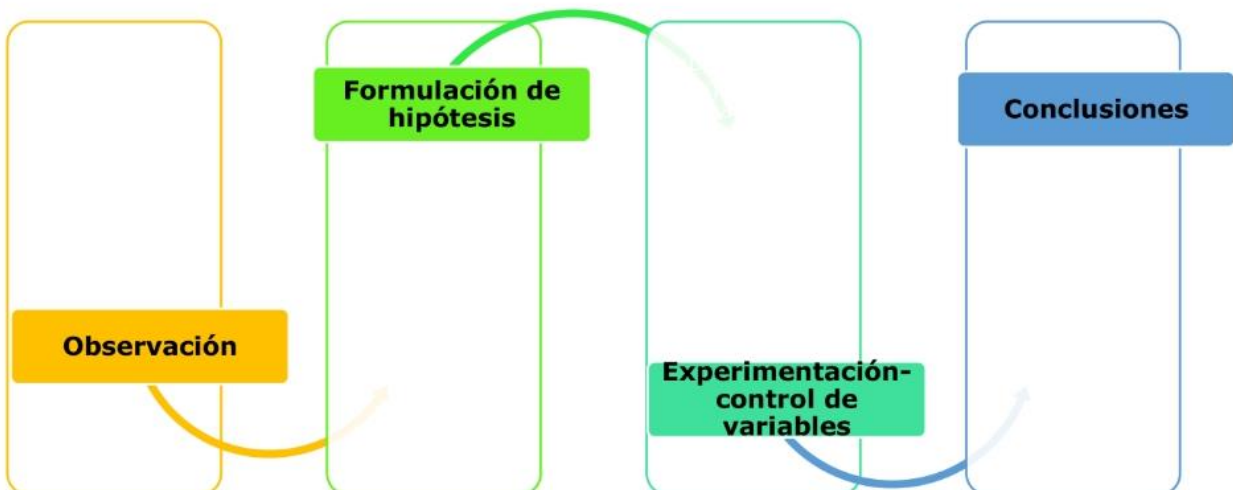 Observación
Formulación de
hipótesis
Experimentación-
control de
variables
Conclusiones